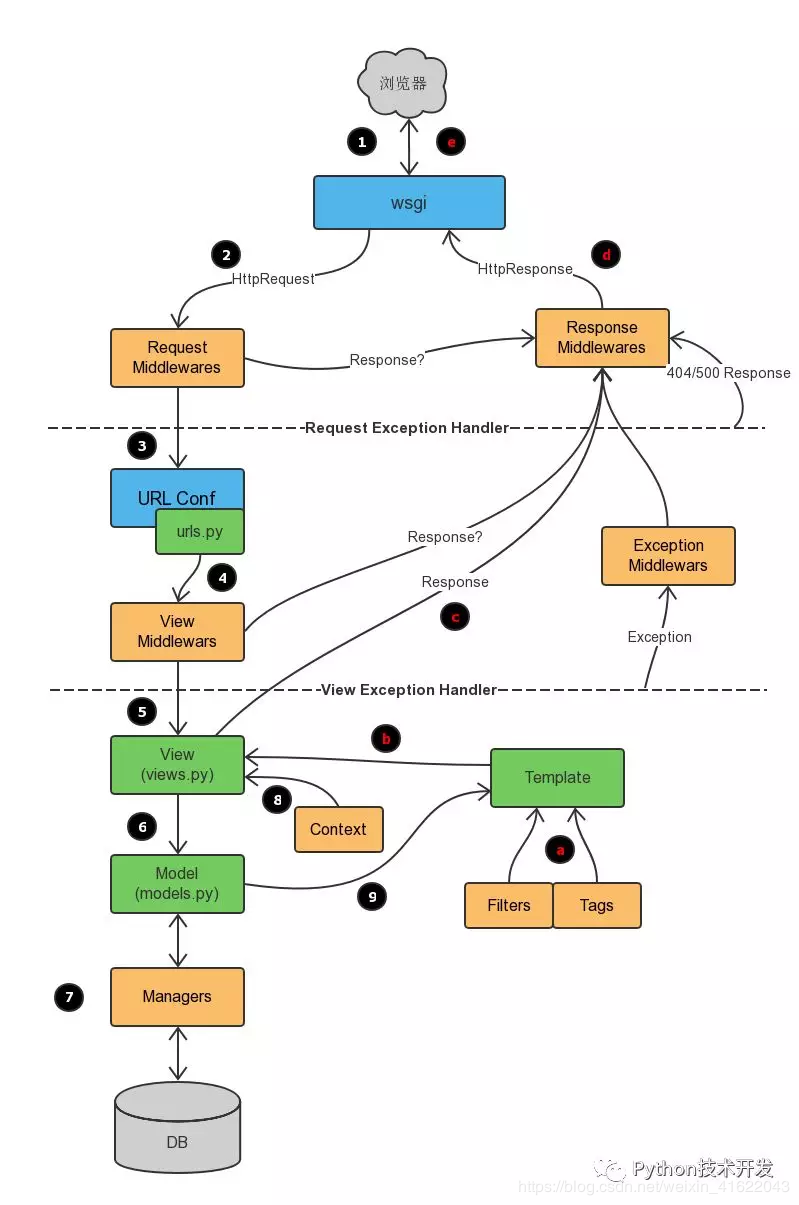 浏览器
1
e
wsgi
2
d
HttpRequest
HttpResponse
Request
Middlewares
Response
Middlewares
Response?
404/500 Response
Request Exception Handler
3
URL Conf
urls.py
Response?
Exception
Middlewars
4
Response
View
Middlewars
c
Exception
View Exception Handler
5
b
View
(views.py)
Template
8
Context
6
a
Model
(models.py)
9
Filters
Tags
7
Managers
DB
Python技术开发
https://blog.csdn.net/weixin_41622043